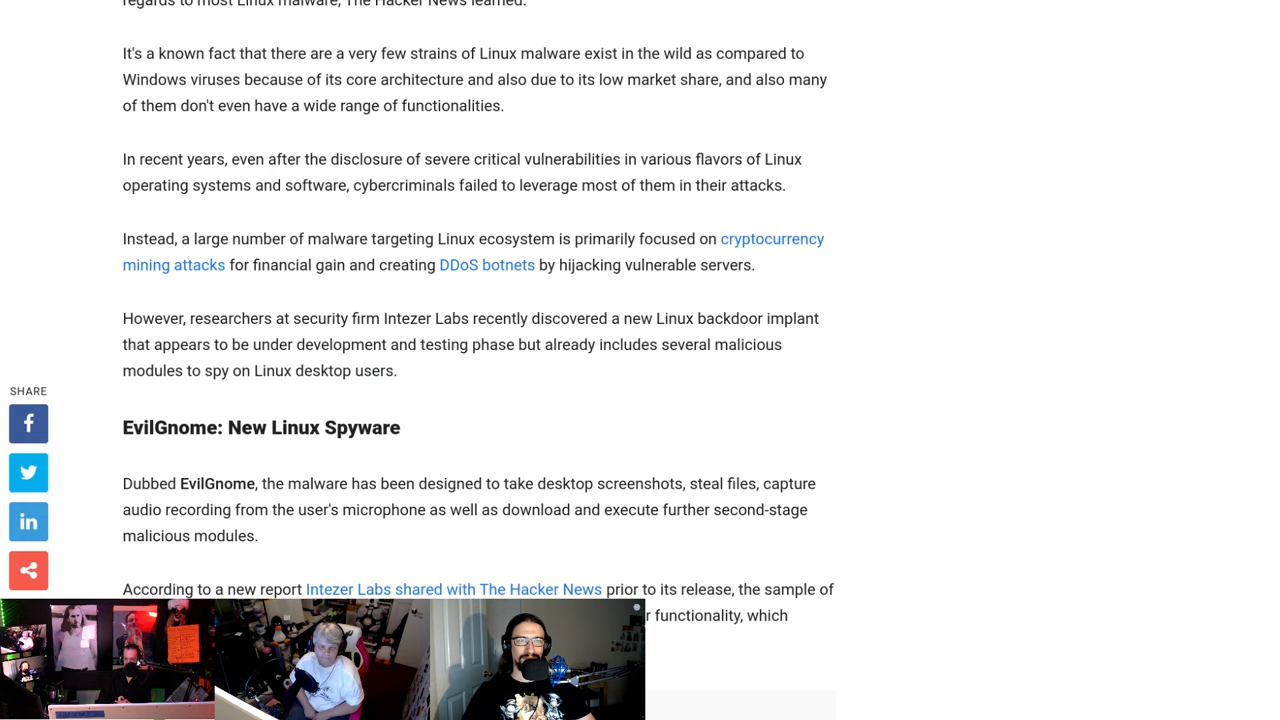 regards to most Linux malware, The Hacker News learned.
It's a known fact that there are a very few strains of Linux malware exist in the wild as compared to
Windows viruses because of its core architecture and also due to its low market share, and also many
of them don't even have a wide range of functionalities.
In recent years, even after the disclosure of severe critical vulnerabilities in various flavors of Linux
operating systems and software, cybercriminals failed to leverage most of them in their attacks.
Instead, a large number of malware targeting Linux ecosystem is primarily focused on cryptocurrency
mining attacks for financial gain and creating DDoS botnets by hijacking vulnerable servers.
However, researchers at security firm Intezer Labs recently discovered a new Linux backdoor implant
that appears to be under development and testing phase but already includes several malicious
modules to spy on Linux desktop users.
SHARE
EvilGnome: New Linux Spyware
Dubbed EvilGnome, the malware has been designed to take desktop screenshots, steal files, capture
audio recording from the user's microphone as well as download and execute further second-stage
malicious modules.
According to a new report Intezer Labs shared with The Hacker News prior to its release, the sample of
functionality, which